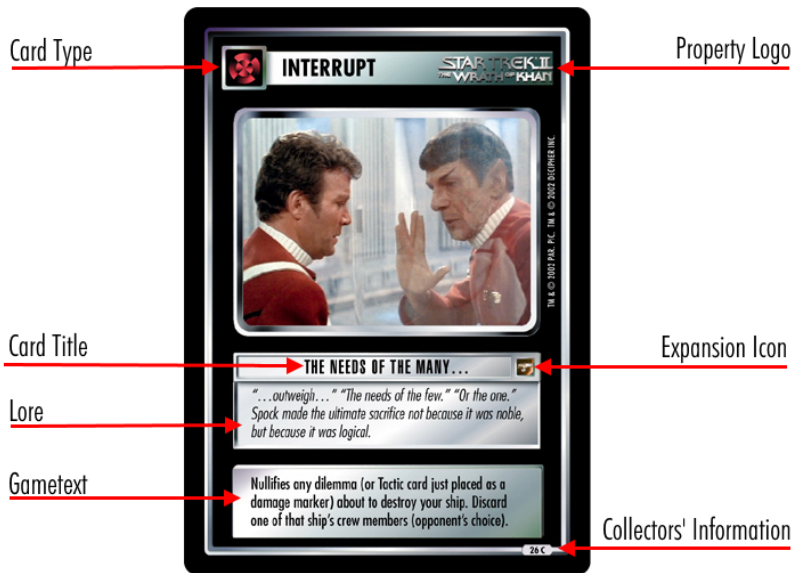 Card Type
Property Logo
INTERRUPT
STAR TREK II
THE WRATH OF KHAN
TM & © 2002 PAR. PIC. TM & © 2002 DECIPHER INC.
Card Title
Expansion Icon
THE NEEDS OF THE MANY...
Lore
"...outweigh..." "The needs of the few." "Or the one."
Spock made the ultimate sacrifice not because it was noble,
but because it was logical.
Gametext
Nullifies any dilemma (or Tactic card just placed as a
damage marker) about to destroy your ship. Discard
one of that ship's crew members (opponent's choice).
Collectors' Information
26 C